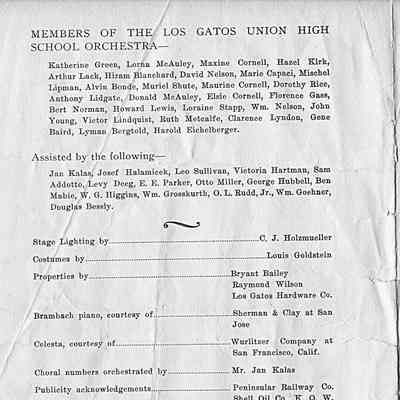 MEMBERS OF THE LOS GATOS UNION HIGH
SCHOOL ORCHESTRA—
Katherine Green, Lorna McAuley, Maxine Cornell, Hazel Kirk,
Arthur Lack, Hiram Blanchard, David Nelson, Marie Capaci, Mischel
Lipman, Alvin Bonde, Muriel Shute, Maurine Cornell, Dorothy Rice,
Anthony Lidgate, Donald McAuley, Elsie Cornell, Florence Gass,
Bert Norman, Howard Lewis, Loraine Stapp, Wm. Nelson, John
Young, Victor Lindquist, Ruth Metcalfe, Clarence Lyndon, Gene
Baird, Lyman Bergtold, Harold Eichelberger.
Assisted by the following—
Jan Kalas, Josef Halamicek, Leo Sullivan, Victoria Hartman, Sam
Addotto, Levy Deeg, E. E. Parker, Otto Miller, George Hubbell, Ben
Mabie, W. G. Higgins, Wm. Grosskurth, O. L. Rudd, Jr., Wm. Goehner,
Douglas Bessly.
Stage Lighting by C. J. Holzmueller
Costumes by Louis Goldstein
Properties by Bryant Bailey
Raymond Wilson
Los Gatos Hardware Co.
Brambach piano, courtesy of Sherman & Clay at San
Jose
Celesta, courtesy of Wurlitzer Company at
San Francisco, Calif.
Choral numbers orchestrated by Mr. Jan Kalas
Publicity acknowledgements Peninsular Railway Co.
Shell Oil Co. K. O. W.